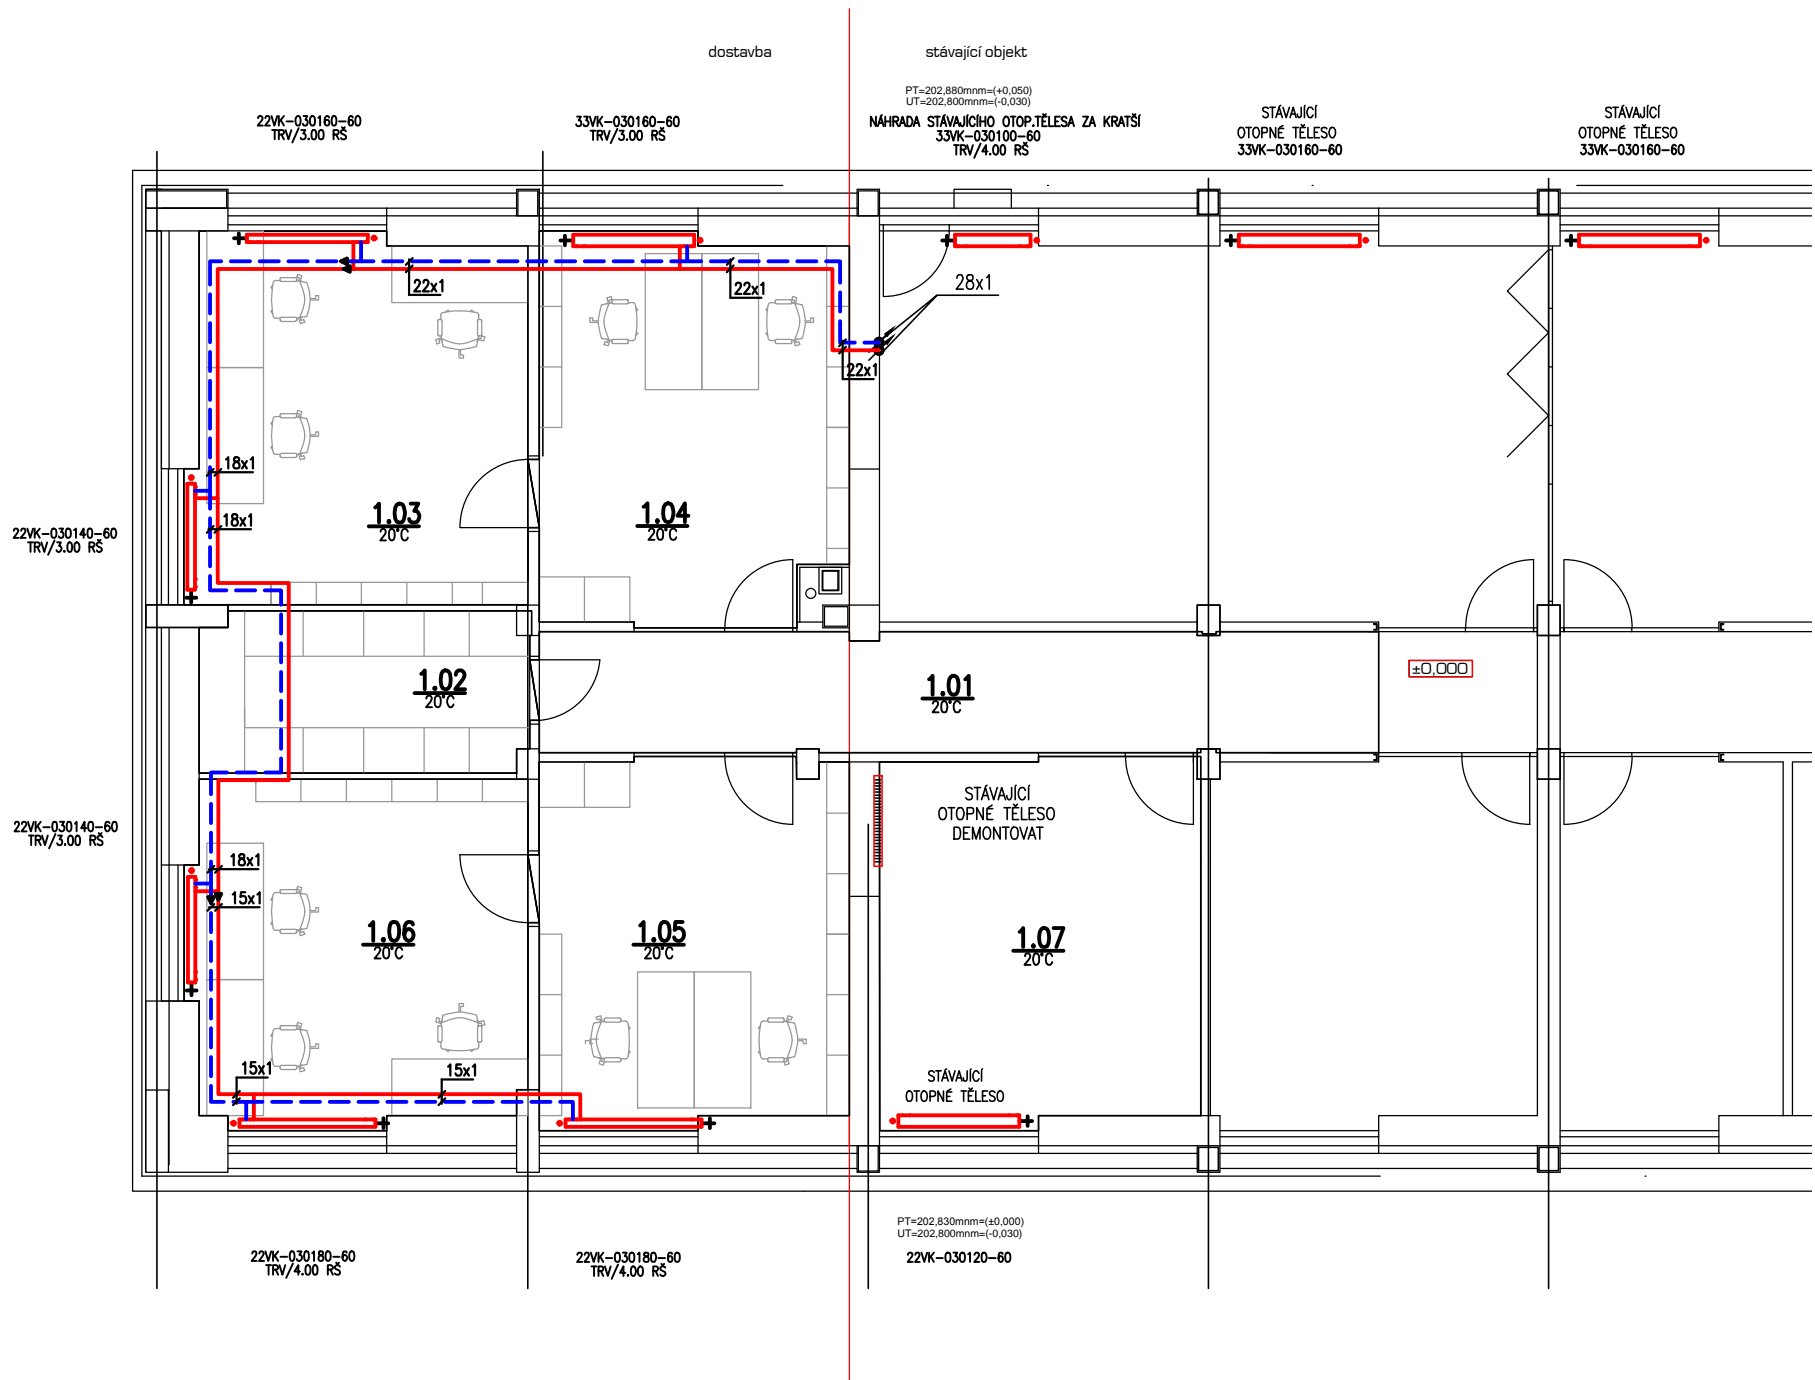 dostavba
stávající objekt
PT=202,880mnm=(+0,050)
UT=202,800mnm=(-0,030)
22VK-030160-60
TRV/3.00 RŠ
33VK-030160-60
TRV/3.00 RŠ
NÁHRADA STÁVAJÍCÍHO OTOP.TĚLESA ZA KRATŠÍ
33VK-030100-60
TRV/4.00 RŠ
STÁVAJÍCÍ
OTOPNÉ TĚLESO
33VK-030160-60
STÁVAJÍCÍ
OTOPNÉ TĚLESO
33VK-030160-60
22x1
22x1
28x1
22x1
18x1
18x1
1.03
20°C
1.04
20°C
22VK-030140-60
TRV/3.00 RŠ
1.02
20°C
1.01
20°C
±0,000
22VK-030140-60
TRV/3.00 RŠ
STÁVAJÍCÍ
OTOPNÉ TĚLESO
DEMONTOVAT
18x1
15x1
1.06
20°C
1.05
20°C
1.07
20°C
15x1
15x1
STÁVAJÍCÍ
OTOPNÉ TĚLESO
PT=202,830mnm=(±0,000)
UT=202,800mnm=(-0,030)
22VK-030180-60
TRV/4.00 RŠ
22VK-030180-60
TRV/4.00 RŠ
22VK-030120-60